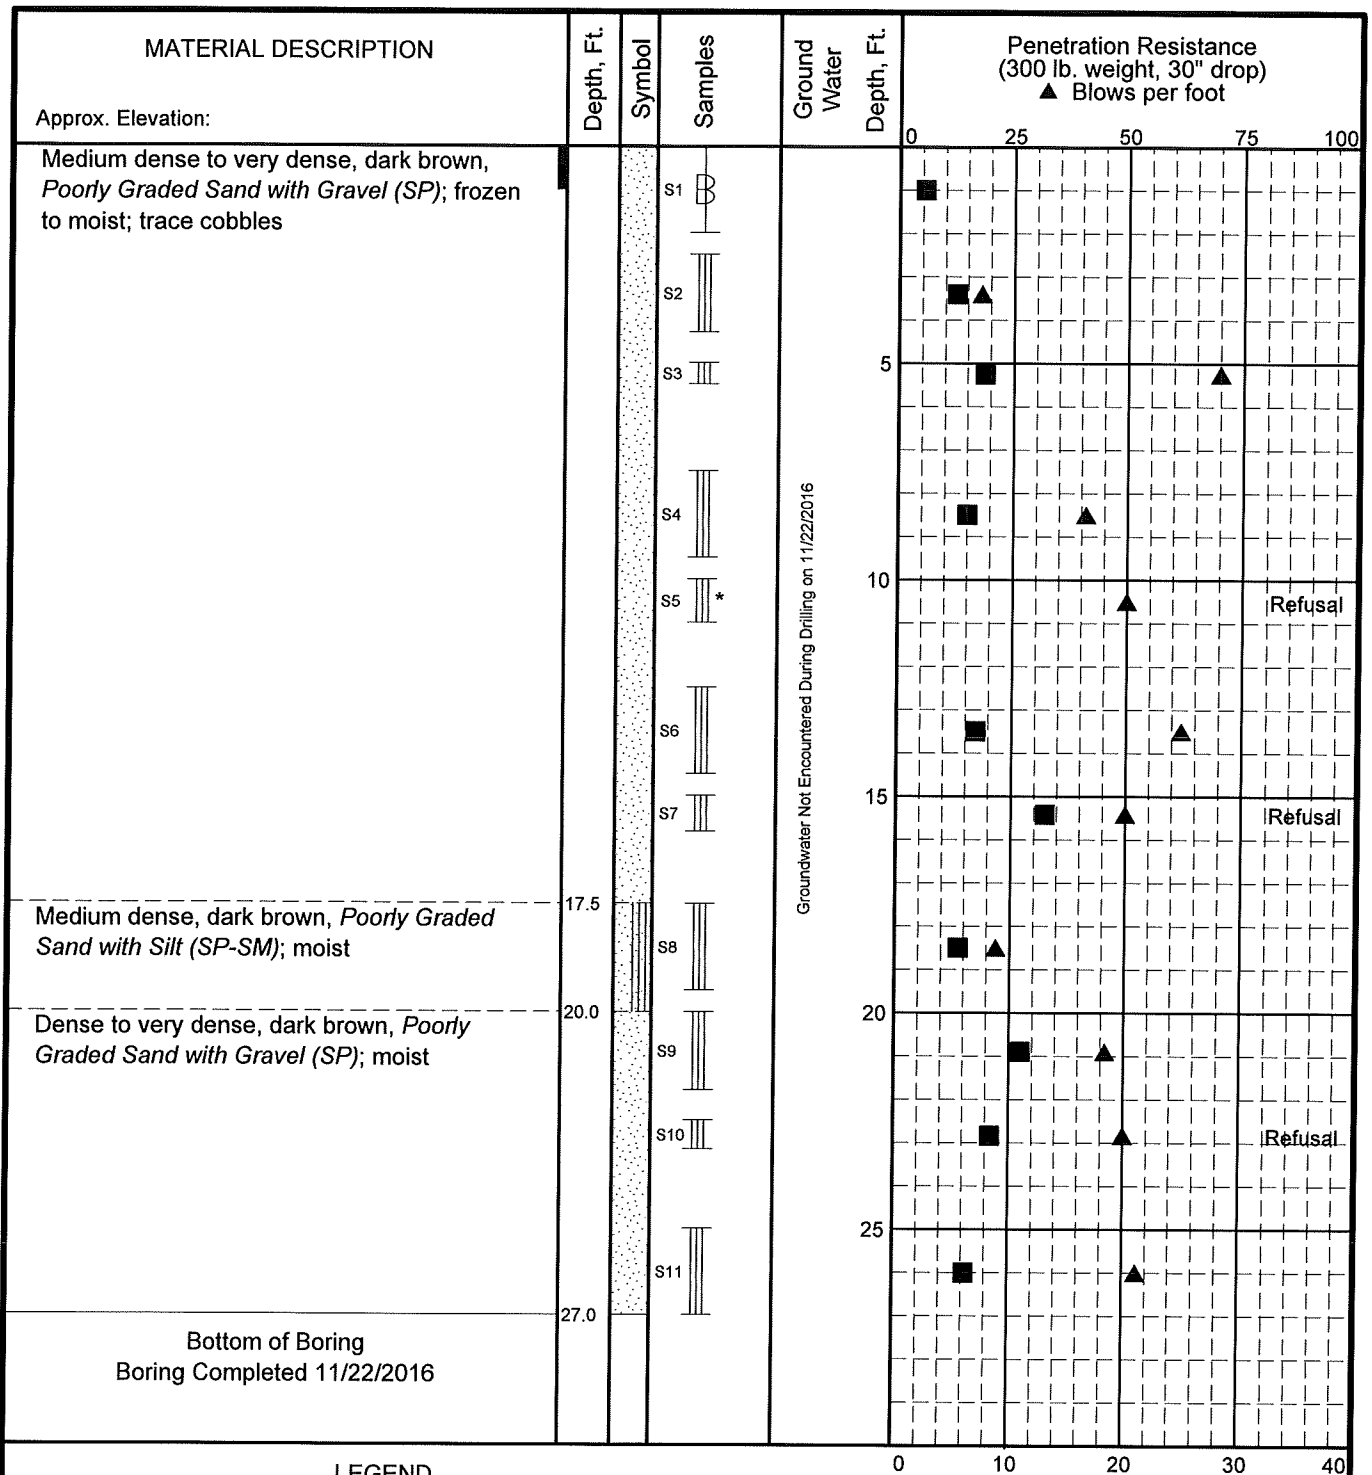 MATERIAL DESCRIPTION
Approx. Elevation:
Depth, Ft.
Symbol
Samples
Ground
Water
Depth, Ft.
Penetration Resistance
(300 lb. weight, 30" drop)
▲ Blows per foot
0 25 50 75 100
Medium dense to very dense, dark brown,
Poorly Graded Sand with Gravel (SP); frozen
to moist; trace cobbles
S1
S2
S3
5
S4
10
S5 *
Refusal
S6
15
S7
Refusal
Groundwater Not Encountered During Drilling on 11/22/2016
17.5
Medium dense, dark brown, Poorly Graded
Sand with Silt (SP-SM); moist
S8
20.0
20
Dense to very dense, dark brown, Poorly
Graded Sand with Gravel (SP); moist
S9
S10
Refusal
25
S11
27.0
Bottom of Boring
Boring Completed 11/22/2016
LEGEND
0 10 20 30 40